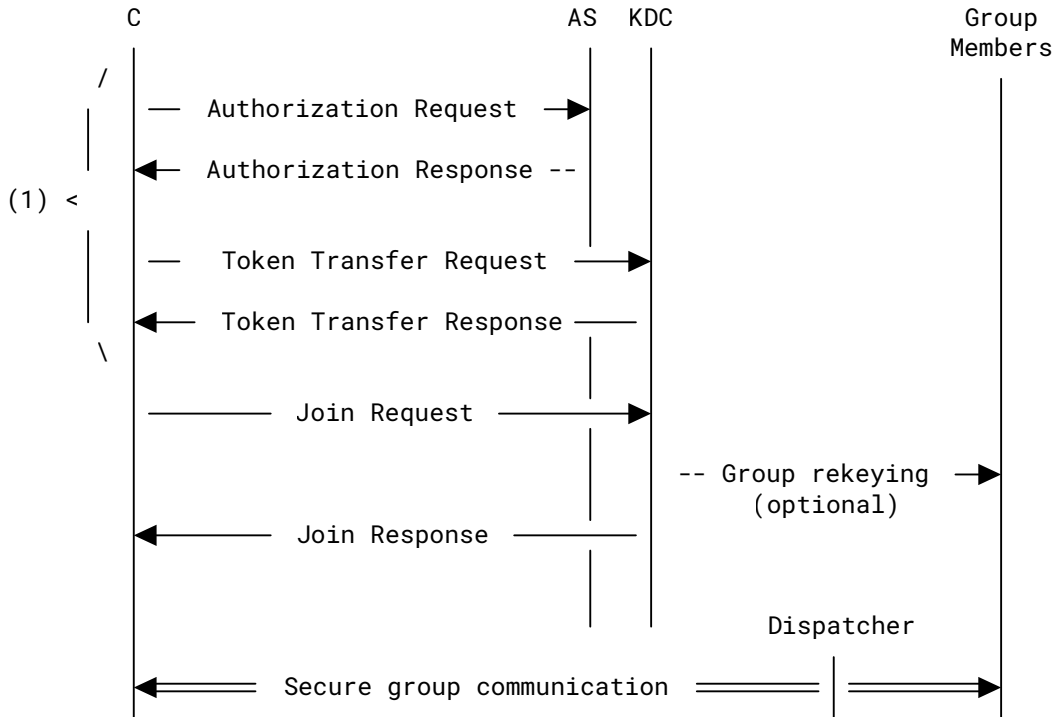 C AS KDC Group
Members
/
Authorization Request
Authorization Response --
(1) <
Token Transfer Request
Token Transfer Response
\
Join Request
-- Group rekeying
(optional)
Join Response
Dispatcher
Secure group communication